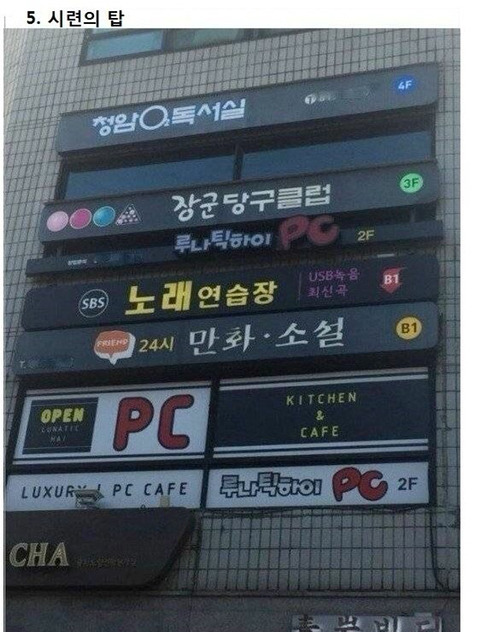 5. 시련의 탑
청암O₂독서실
4F
장군당구클럽
3F
루나틱하이 PC 2F
SBS 노래연습장
USB녹음
최신곡
B1
FRIEND 24시 만화·소설 B1
OPEN
LUNATIC
HAI
PC
KITCHEN
&
CAFE
LUXURY PC CAFE
루나틱하이 PC 2F
CHA